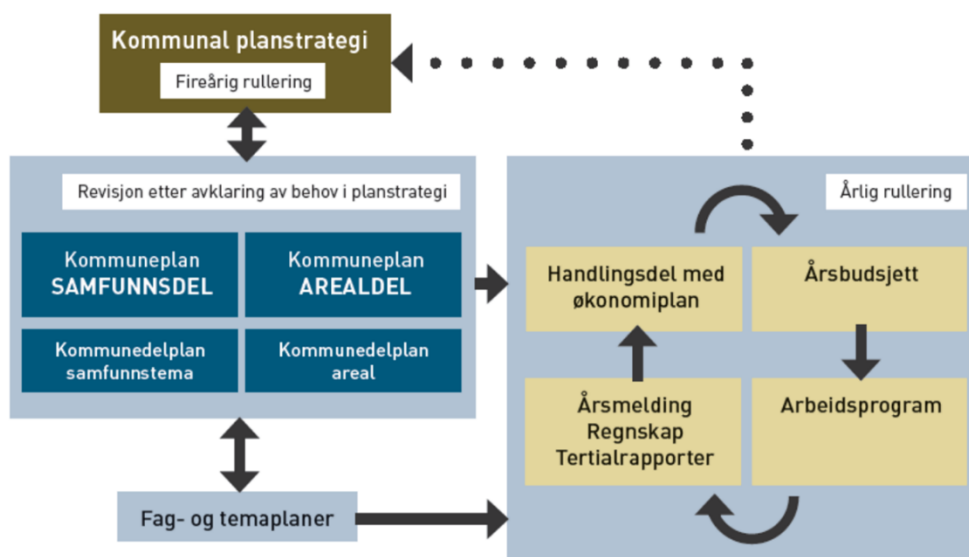 Kommunal planstrategi
Fireårig rullering
Revisjon etter avklaring av behov i planstrategi
Kommuneplan
SAMFUNNSDEL
Kommuneplan
AREALDEL
Kommunedelplan
samfunnstema
Kommunedelplan
areal
Fag- og temaplaner
Årlig rullering
Handlingsdel med
økonomiplan
Årsbudsjett
Årsmelding
Regnskap
Tertialrapporter
Arbeidsprogram